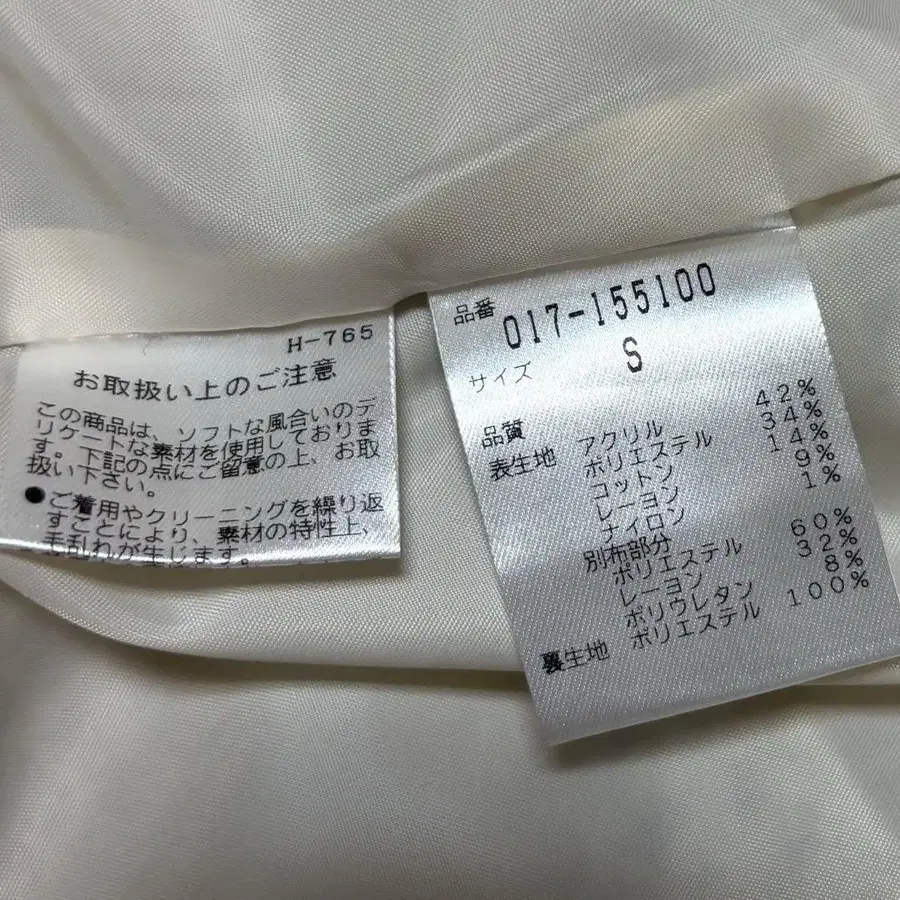 H-765
お取扱い上のご注意
この商品は、ソフトな風合いのデ
リケートな素材を使用しておりま
す。下記の点にご留意の上、お取
扱い下さい。
●ご着用やクリーニングを繰り返
すことにより、素材の特性上、
毛乱れが生じます。
品番 017-155100
サイズ S
品質
表生地 アクリル 42%
ポリエステル 34%
コットン 14%
レーヨン 9%
ナイロン 1%
別布部分
ポリエステル 60%
レーヨン 32%
ポリウレタン 8%
裏生地 ポリエステル 100%